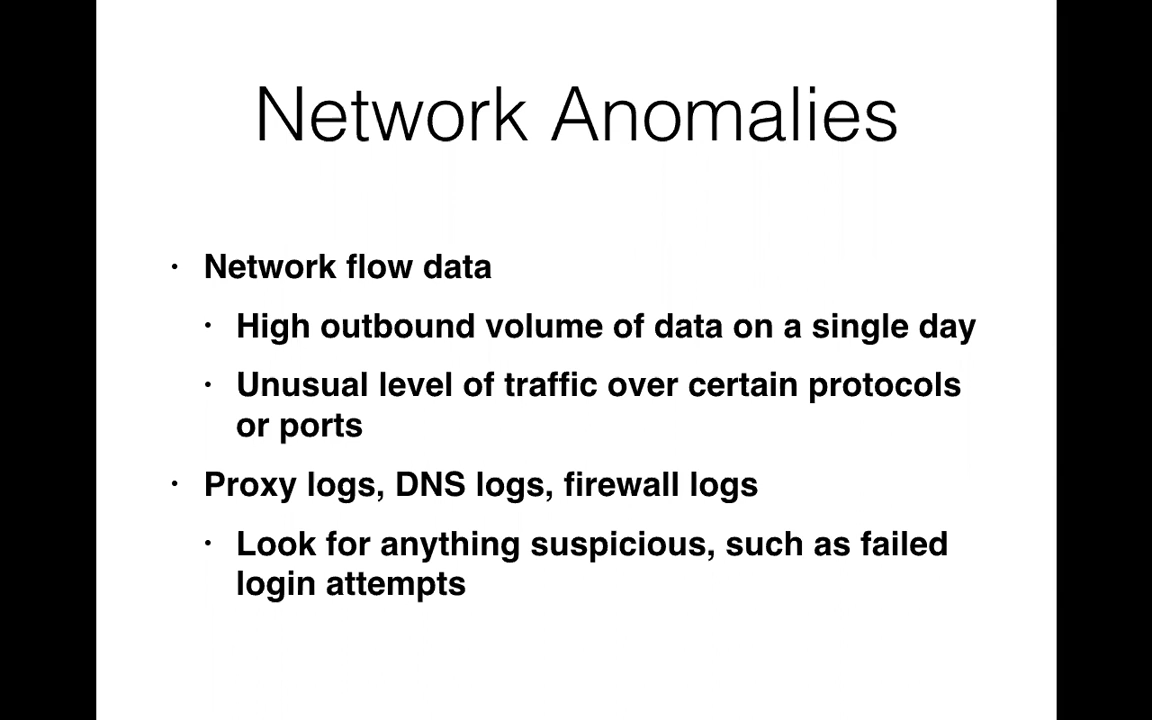 Network Anomalies
• Network flow data
• High outbound volume of data on a single day
• Unusual level of traffic over certain protocols
or ports
• Proxy logs, DNS logs, firewall logs
• Look for anything suspicious, such as failed
login attempts